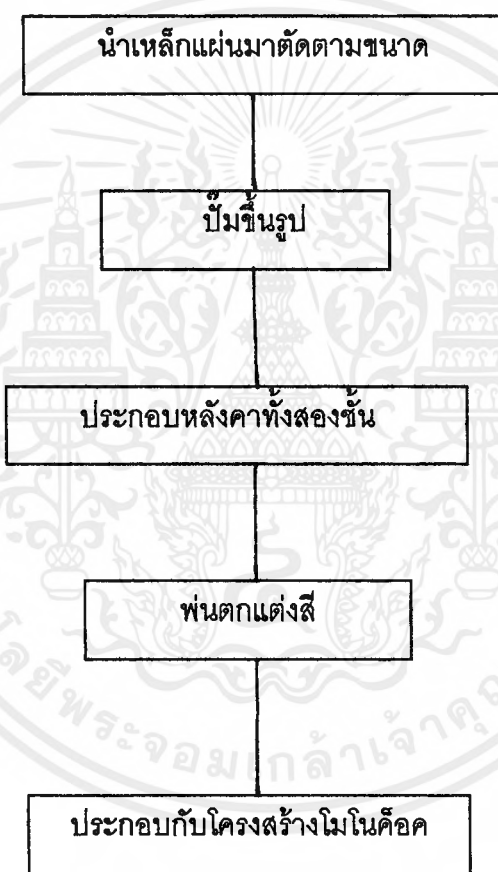 นำเหล็กแผ่นมาตัดตามขนาด
ปั๊มขึ้นรูป
ประกอบหลังคาทั้งสองชั้น
พ่นตกแต่งสี
ประกอบกับโครงสร้างโมโนค็อค